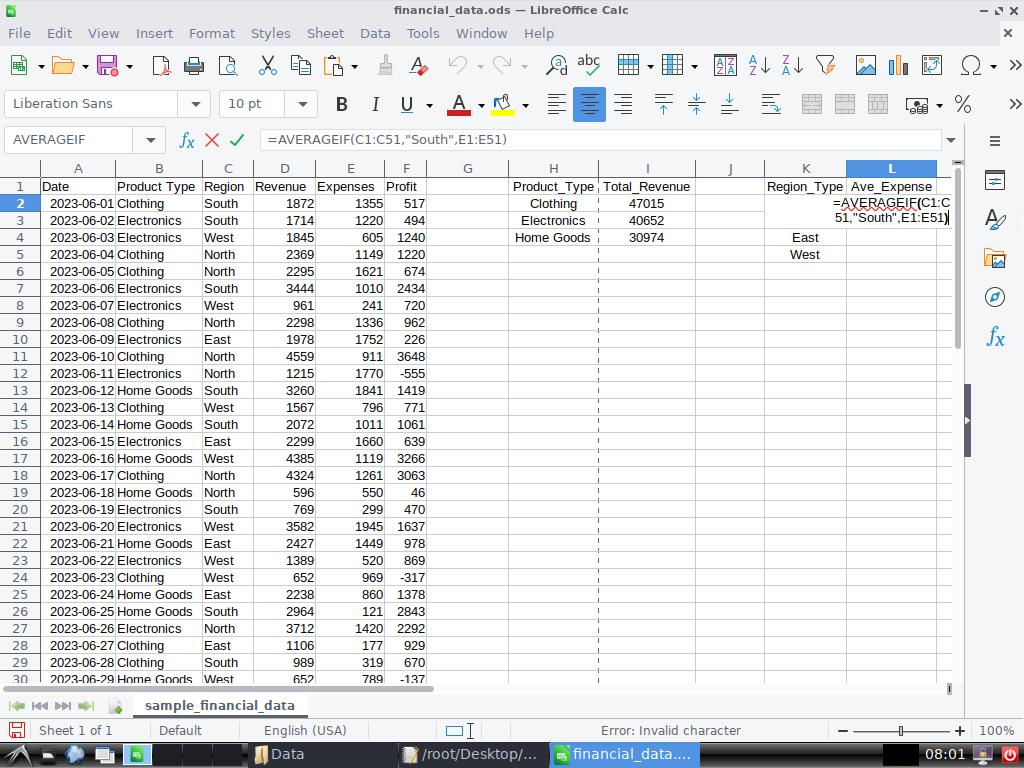 financial_data.ods — LibreOffice Calc
File Edit View Insert Format Styles Sheet Data Tools Window Help
Liberation Sans 10 pt
AVERAGEIF =AVERAGEIF(C1:C51,"South",E1:E51)
A B C D E F G H I J K L
1 Date Product Type Region Revenue Expenses Profit Product_Type Total_Revenue Region_Type Ave_Expense
2 2023-06-01 Clothing South 1872 1355 517 Clothing 47015 =AVERAGEIF(C1:C
3 2023-06-02 Electronics South 1714 1220 494 Electronics 40652 51,"South",E1:E51)
4 2023-06-03 Electronics West 1845 605 1240 Home Goods 30974 East
5 2023-06-04 Clothing North 2369 1149 1220 West
6 2023-06-05 Clothing North 2295 1621 674
7 2023-06-06 Electronics South 3444 1010 2434
8 2023-06-07 Electronics West 961 241 720
9 2023-06-08 Clothing North 2298 1336 962
10 2023-06-09 Electronics East 1978 1752 226
11 2023-06-10 Clothing North 4559 911 3648
12 2023-06-11 Electronics North 1215 1770 -555
13 2023-06-12 Home Goods South 3260 1841 1419
14 2023-06-13 Clothing West 1567 796 771
15 2023-06-14 Home Goods South 2072 1011 1061
16 2023-06-15 Electronics East 2299 1660 639
17 2023-06-16 Home Goods West 4385 1119 3266
18 2023-06-17 Clothing North 4324 1261 3063
19 2023-06-18 Home Goods North 596 550 46
20 2023-06-19 Electronics South 769 299 470
21 2023-06-20 Electronics West 3582 1945 1637
22 2023-06-21 Home Goods East 2427 1449 978
23 2023-06-22 Electronics West 1389 520 869
24 2023-06-23 Clothing West 652 969 -317
25 2023-06-24 Home Goods East 2238 860 1378
26 2023-06-25 Home Goods South 2964 121 2843
27 2023-06-26 Electronics North 3712 1420 2292
28 2023-06-27 Clothing East 1106 177 929
29 2023-06-28 Clothing South 989 319 670
30 2023-06-29 Home Goods West 652 789 -137
sample_financial_data
Sheet 1 of 1 Default English (USA) Error: Invalid character 100%
Data /root/Desktop/... financial_data.... 08:01